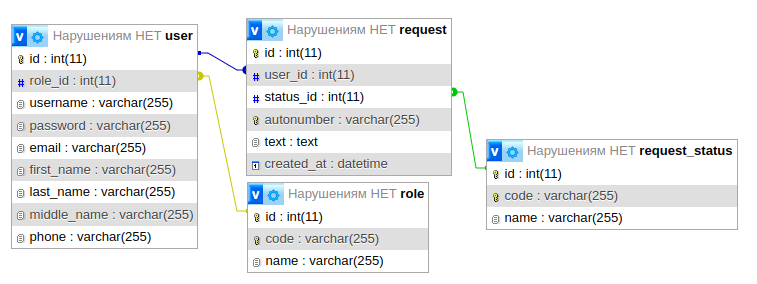 v Нарушениям НЕТ user
id : int(11)
role_id : int(11)
username : varchar(255)
password : varchar(255)
email : varchar(255)
first_name : varchar(255)
last_name : varchar(255)
middle_name : varchar(255)
phone : varchar(255)
v Нарушениям НЕТ request
id : int(11)
user_id : int(11)
status_id : int(11)
autonumber : varchar(255)
text : text
created_at : datetime
v Нарушениям НЕТ role
id : int(11)
code : varchar(255)
name : varchar(255)
v Нарушениям НЕТ request_status
id : int(11)
code : varchar(255)
name : varchar(255)